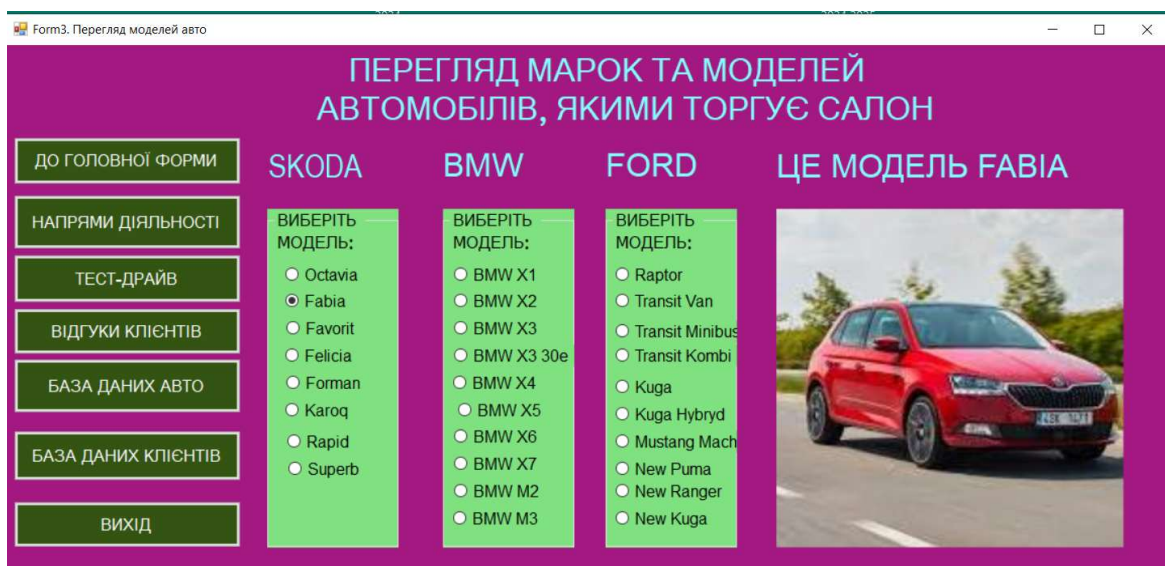 Form3. Перегляд моделей авто
ПЕРЕГЛЯД МАРОК ТА МОДЕЛЕЙ
АВТОМОБІЛІВ, ЯКИМИ ТОРГУЄ САЛОН
ДО ГОЛОВНОЇ ФОРМИ
НАПРЯМИ ДІЯЛЬНОСТІ
ТЕСТ-ДРАЙВ
ВІДГУКИ КЛІЄНТІВ
БАЗА ДАНИХ АВТО
БАЗА ДАНИХ КЛІЄНТІВ
ВИХІД
SKODA
ВИБЕРІТЬ
МОДЕЛЬ:
Octavia
Fabia
Favorit
Felicia
Forman
Karoq
Rapid
Superb
BMW
ВИБЕРІТЬ
МОДЕЛЬ:
BMW X1
BMW X2
BMW X3
BMW X3 30e
BMW X4
BMW X5
BMW X6
BMW X7
BMW M2
BMW M3
FORD
ВИБЕРІТЬ
МОДЕЛЬ:
Raptor
Transit Van
Transit Minibus
Transit Kombi
Kuga
Kuga Hybryd
Mustang Mach
New Puma
New Ranger
New Kuga
ЦЕ МОДЕЛЬ FABIA